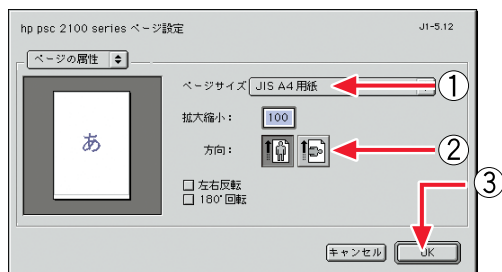 hp psc 2100 series ページ設定
J1-5.12
ページの属性
ページサイズ JIS A4 用紙
①
拡大縮小： 100
あ
方向：
②
□ 左右反転
□ 180°回転
③
キャンセル OK